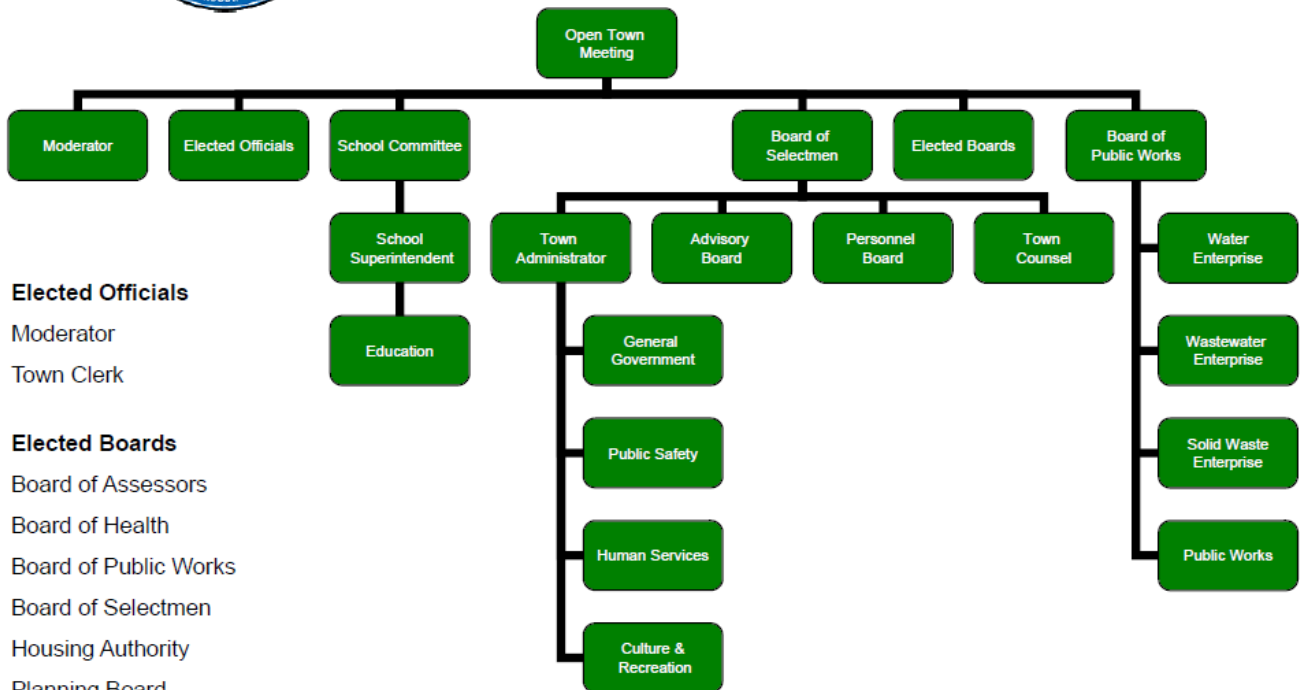 Open Town
Meeting
Moderator
Elected Officials
School Committee
Board of
Selectmen
Elected Boards
Board of
Public Works
School
Superintendent
Town
Administrator
Advisory
Board
Personnel
Board
Town
Counsel
Water
Enterprise
Education
General
Government
Wastewater
Enterprise
Public Safety
Solid Waste
Enterprise
Human Services
Public Works
Culture &
Recreation
Elected Officials
Moderator
Town Clerk
Elected Boards
Board of Assessors
Board of Health
Board of Public Works
Board of Selectmen
Housing Authority
Planning Board